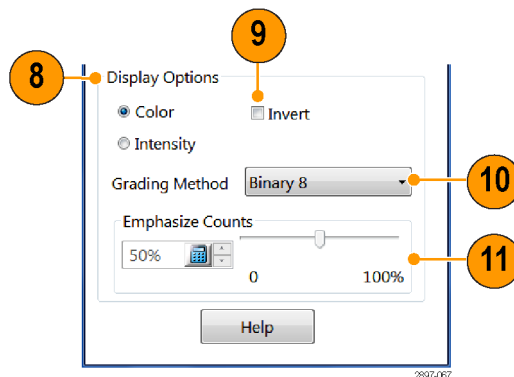 9
8
Display Options
Color
Invert
Intensity
Grading Method
Binary 8
10
Emphasize Counts
50%
11
0
100%
Help
2897-067